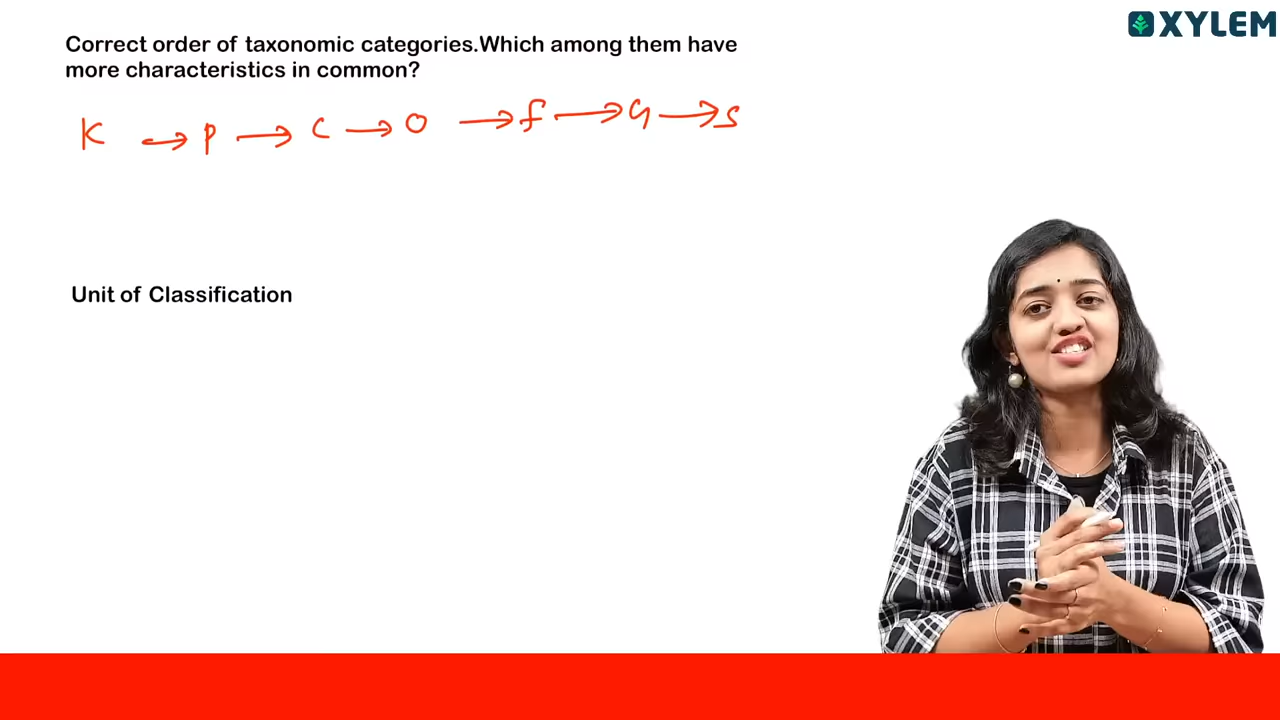 XYLEM
Correct order of taxonomic categories.Which among them have
more characteristics in common?
K → P → C → O → f → G → S
Unit of Classification